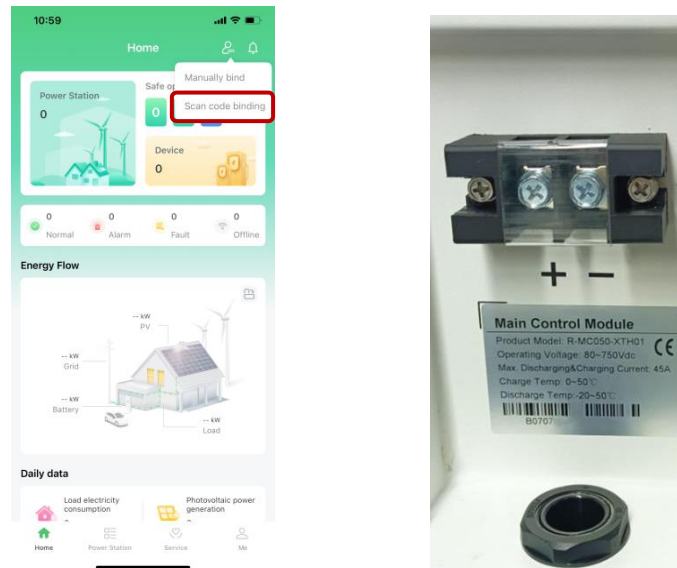 10:59
Home
Manually bind
Scan code binding
Power Station
0
Safe op
0
Device
0
0
Normal
0
Alarm
0
Fault
0
Offline
Energy Flow
-- kW
PV
-- kW
Grid
-- kW
Battery
-- kW
Load
Daily data
Load electricity
consumption
Photovoltaic power
generation
Home
Power Station
Service
Me
+ −
Main Control Module
Product Model: R-MC050-XTH01
CE
Operating Voltage: 80~750Vdc
Max. Discharging&Charging Current: 45A
Charge Temp: 0~50℃
Discharge Temp:-20~50℃
B0707